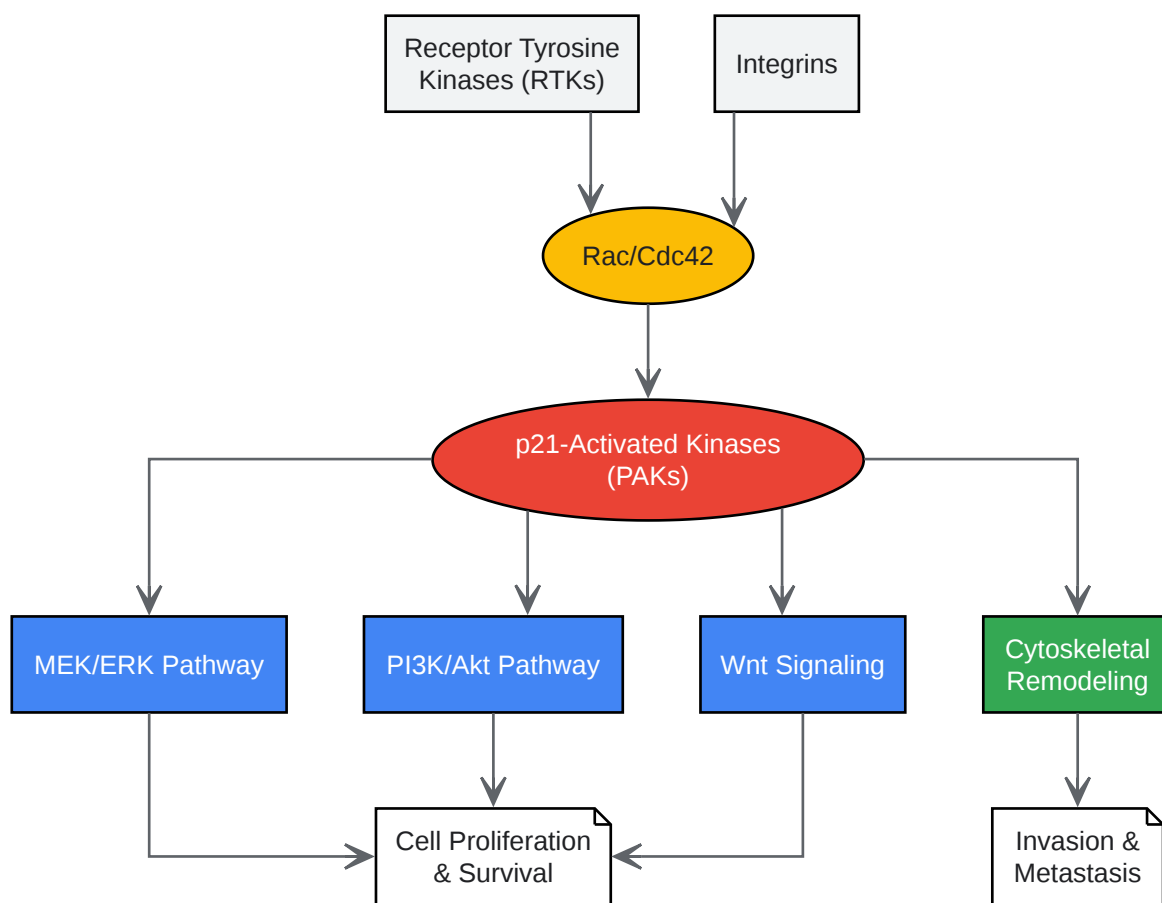 Receptor Tyrosine
Kinases (RTKs)
Integrins
Rac/Cdc42
p21-Activated Kinases
(PAKs)
MEK/ERK Pathway
PI3K/Akt Pathway
Wnt Signaling
Cytoskeletal
Remodeling
Cell Proliferation
& Survival
Invasion &
Metastasis